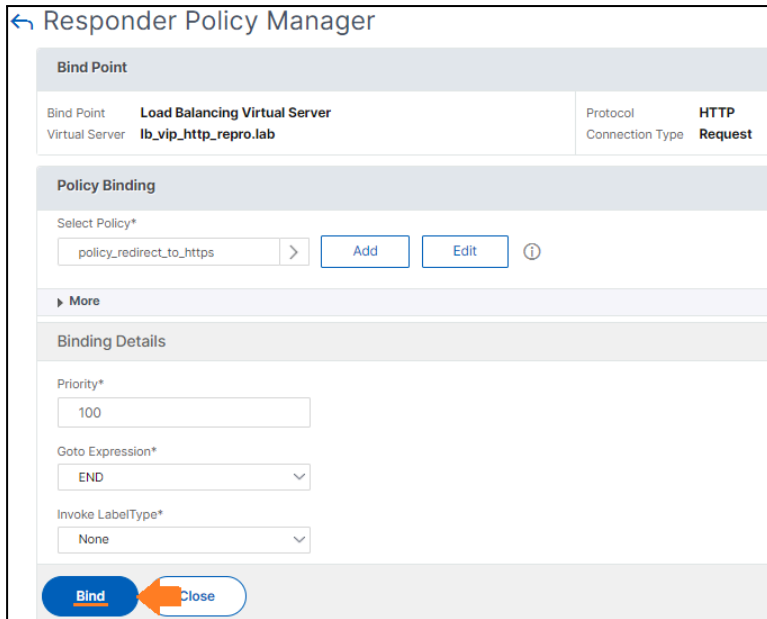 Responder Policy Manager
Bind Point
Bind Point Load Balancing Virtual Server Protocol HTTP
Virtual Server lb_vip_http_repro.lab Connection Type Request
Policy Binding
Select Policy*
policy_redirect_to_https Add Edit
More
Binding Details
Priority*
100
Goto Expression*
END
Invoke LabelType*
None
Bind Close